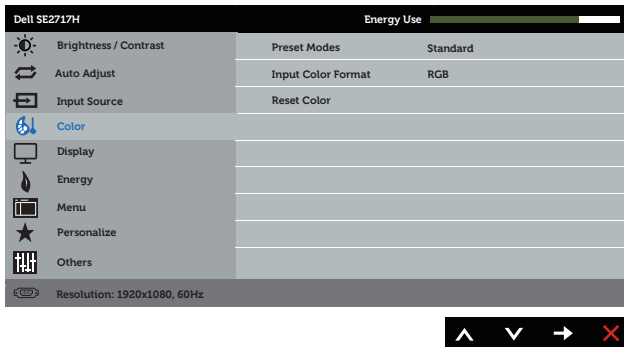 Dell SE2717H Energy Use
Brightness / Contrast
Preset Modes Standard
Auto Adjust
Input Color Format RGB
Input Source
Reset Color
Color
Display
Energy
Menu
Personalize
Others
Resolution: 1920x1080, 60Hz